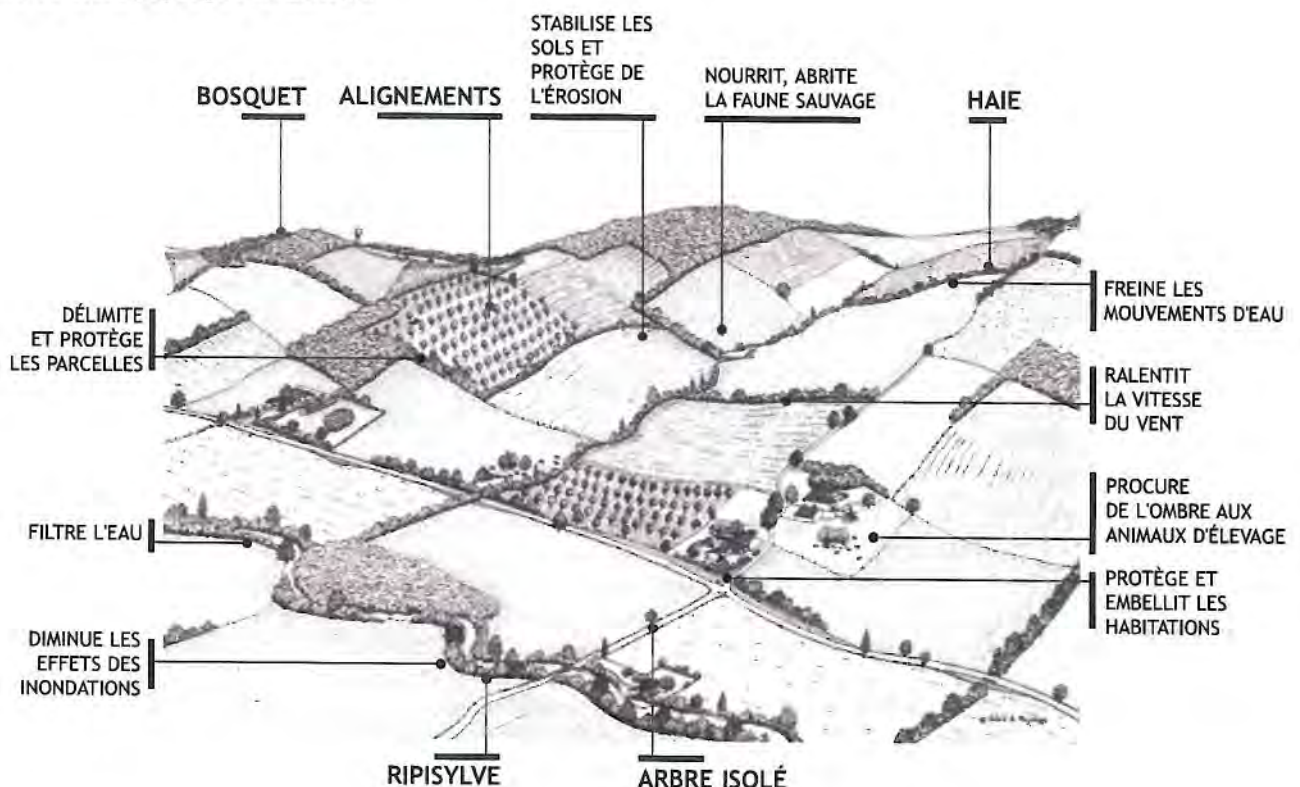 STABILISE LES
SOLS ET
PROTÈGE DE
L'ÉROSION
NOURRIT, ABRITE
LA FAUNE SAUVAGE
BOSQUET
ALIGNEMENTS
HAIE
DÉLIMITE
ET PROTÈGE
LES PARCELLES
FREINE LES
MOUVEMENTS D'EAU
RALENTIT
LA VITESSE
DU VENT
PROCURE
DE L'OMBRE AUX
ANIMAUX D'ÉLEVAGE
FILTRE L'EAU
PROTÈGE ET
EMBELLIT LES
HABITATIONS
DIMINUE LES
EFFETS DES
INONDATIONS
RIPISYLVE
ARBRE ISOLÉ